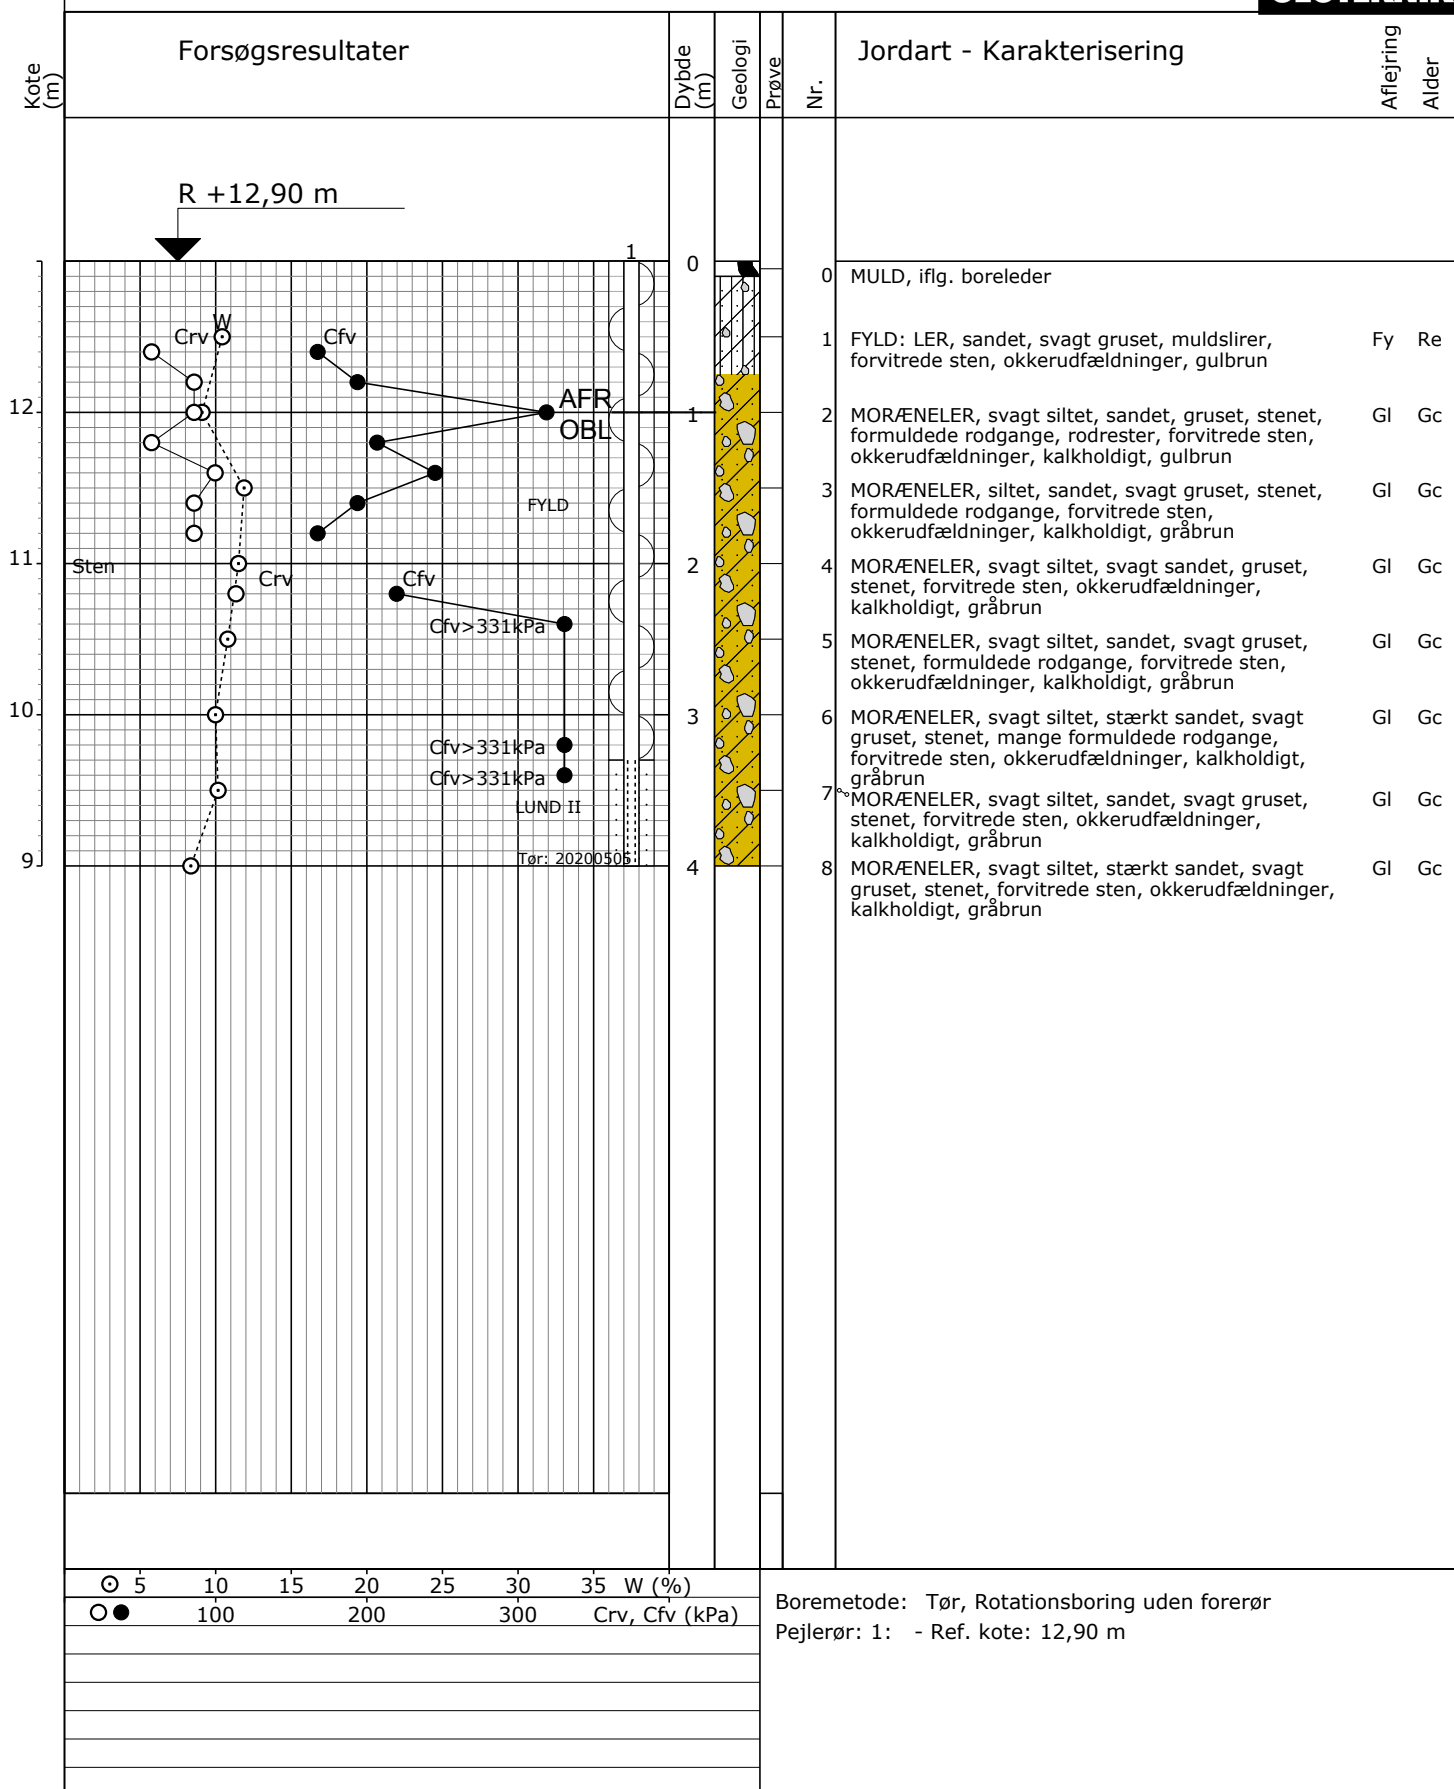 Kote
(m)
Forsøgsresultater
Dybde
(m)
Geologi
Prøve
Nr.
Jordart - Karakterisering
Aflejring
Alder
R +12,90 m
1
0
0 MULD, iflg. boreleder
W
Crv
Cfv
1 FYLD: LER, sandet, svagt gruset, muldslirer, Fy Re
forvitrede sten, okkerudfældninger, gulbrun
AFR
12
1
OBL
2 MORÆNELER, svagt siltet, sandet, gruset, stenet, Gl Gc
formuldede rodgange, rodrester, forvitrede sten,
okkerudfældninger, kalkholdigt, gulbrun
3 MORÆNELER, siltet, sandet, svagt gruset, stenet, Gl Gc
formuldede rodgange, forvitrede sten,
okkerudfældninger, kalkholdigt, gråbrun
FYLD
11
Sten
2
Crv
Cfv
4 MORÆNELER, svagt siltet, svagt sandet, gruset, Gl Gc
stenet, forvitrede sten, okkerudfældninger,
kalkholdigt, gråbrun
Cfv>331kPa
5 MORÆNELER, svagt siltet, sandet, svagt gruset, Gl Gc
stenet, formuldede rodgange, forvitrede sten,
okkerudfældninger, kalkholdigt, gråbrun
10
3
Cfv>331kPa
6 MORÆNELER, svagt siltet, stærkt sandet, svagt Gl Gc
gruset, stenet, mange formuldede rodgange,
forvitrede sten, okkerudfældninger, kalkholdigt,
gråbrun
Cfv>331kPa
LUND II
7 MORÆNELER, svagt siltet, sandet, svagt gruset, Gl Gc
stenet, forvitrede sten, okkerudfældninger,
kalkholdigt, gråbrun
9
Tør: 20200505
4
8 MORÆNELER, svagt siltet, stærkt sandet, svagt Gl Gc
gruset, stenet, forvitrede sten, okkerudfældninger,
kalkholdigt, gråbrun
5 10 15 20 25 30 35 W (%)
100 200 300 Crv, Cfv (kPa)
Boremetode: Tør, Rotationsboring uden forerør
Pejlerør: 1: - Ref. kote: 12,90 m